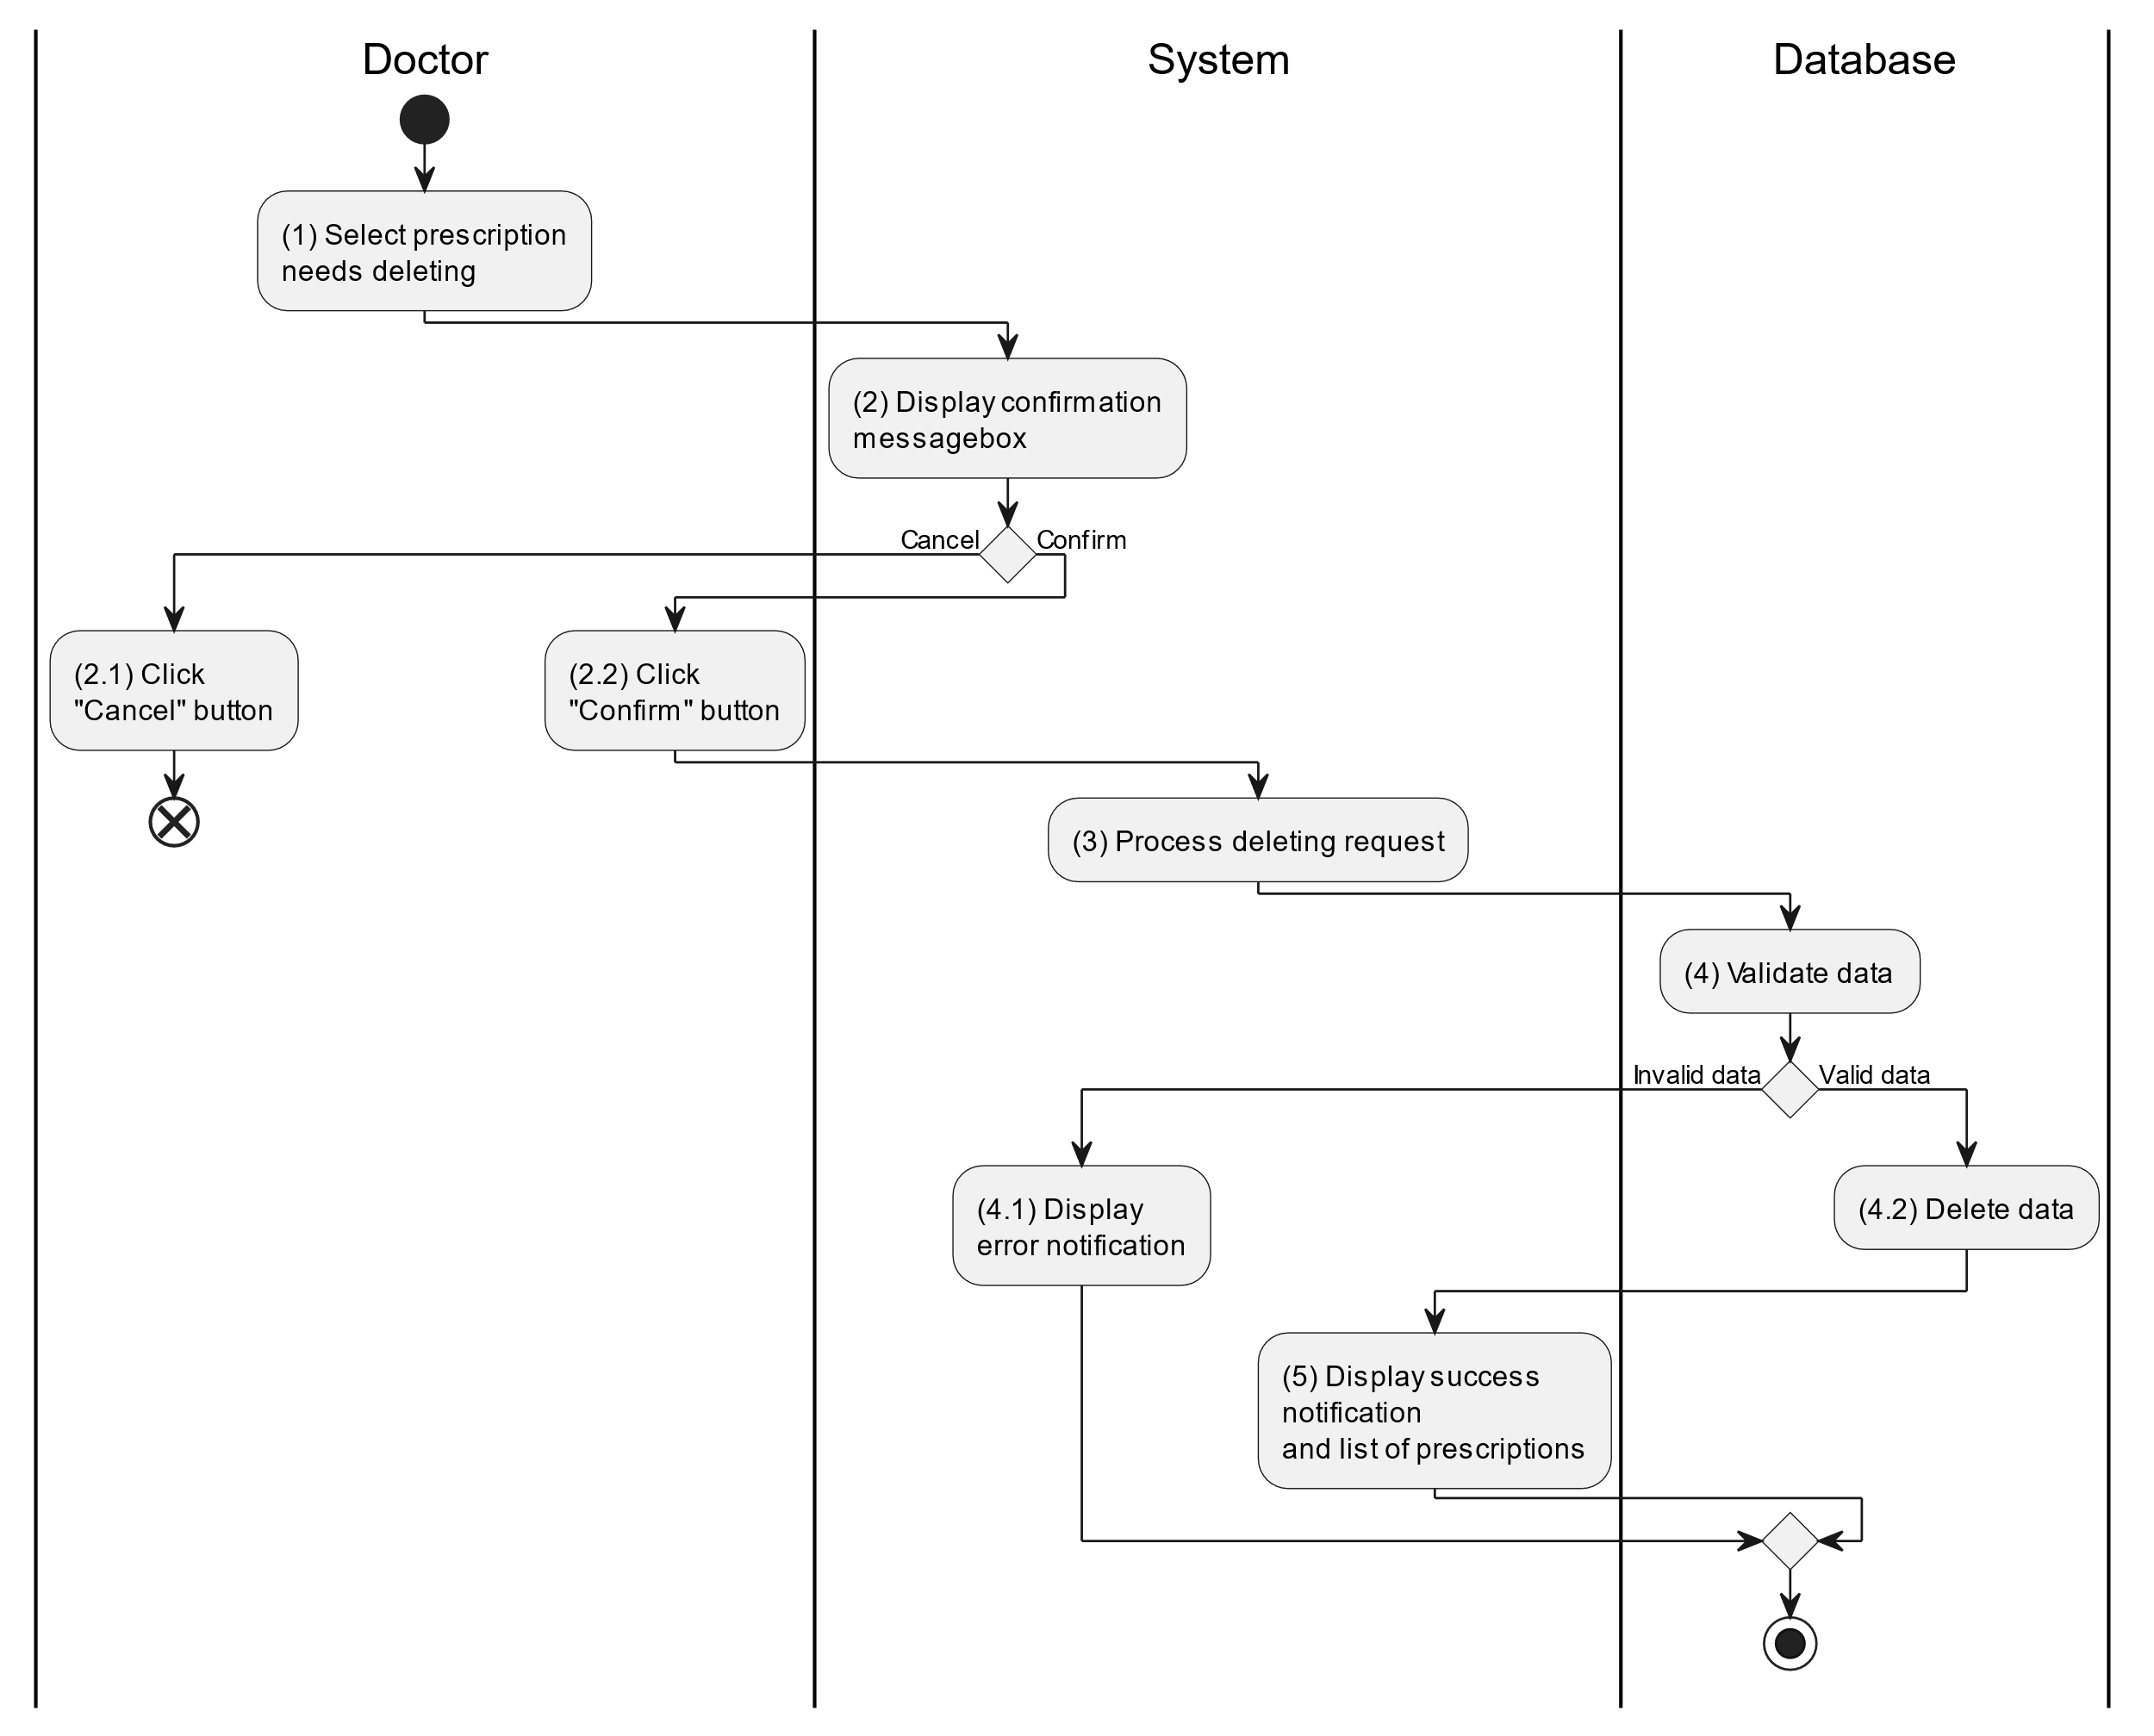 Doctor
System
Database
(1) Select prescription
needs deleting
(2) Display confirmation
messagebox
Cancel
Confirm
(2.1) Click
"Cancel" button
(2.2) Click
"Confirm" button
(3) Process deleting request
(4) Validate data
Invalid data
Valid data
(4.1) Display
error notification
(4.2) Delete data
(5) Display success
notification
and list of prescriptions